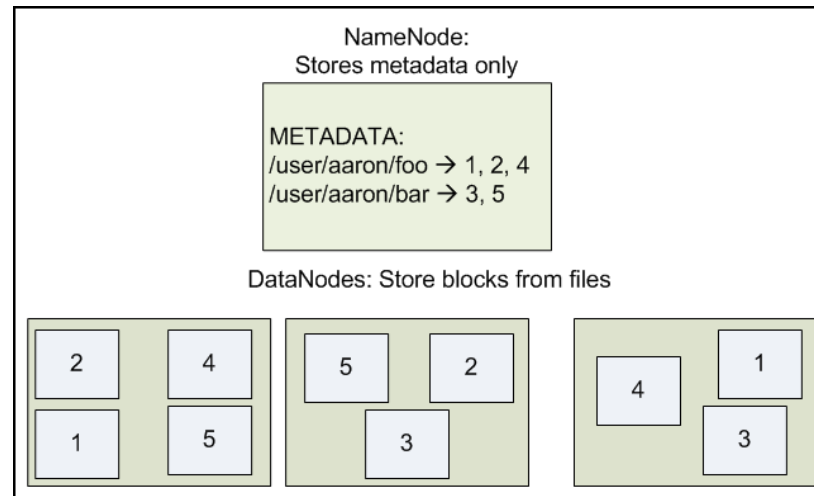 NameNode:
Stores metadata only
METADATA:
/user/aaron/foo → 1, 2, 4
/user/aaron/bar → 3, 5
DataNodes: Store blocks from files
2 4
1 5
5 2
3
4 1
3